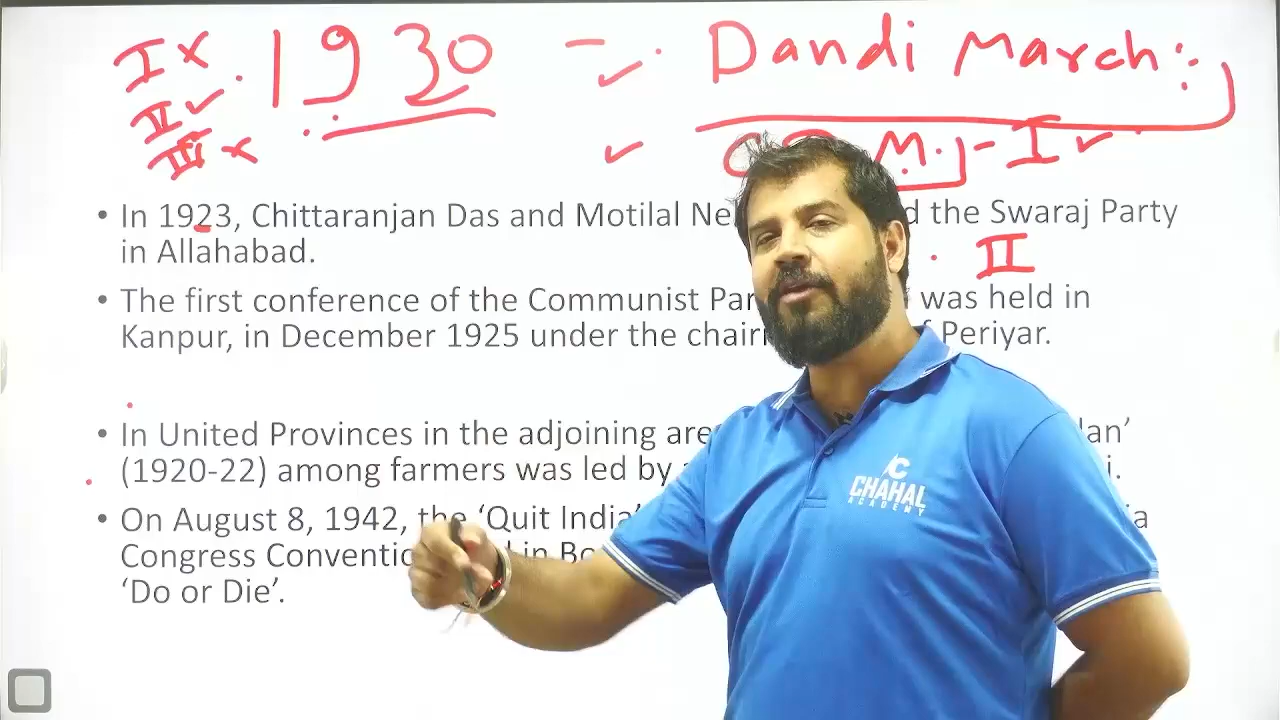 I x
1930 - Dandi March:
II
III x
M.J - I
• In 1923, Chittaranjan Das and Motilal Ne d the Swaraj Party
in Allahabad.
II
• The first conference of the Communist Par was held in
Kanpur, in December 1925 under the chair f Periyar.
• In United Provinces in the adjoining are lan’
(1920-22) among farmers was led by i.
• On August 8, 1942, the ‘Quit India’ ia
Congress Conventio d in Bo
‘Do or Die’.
AC
CHAHAL
ACADEMY